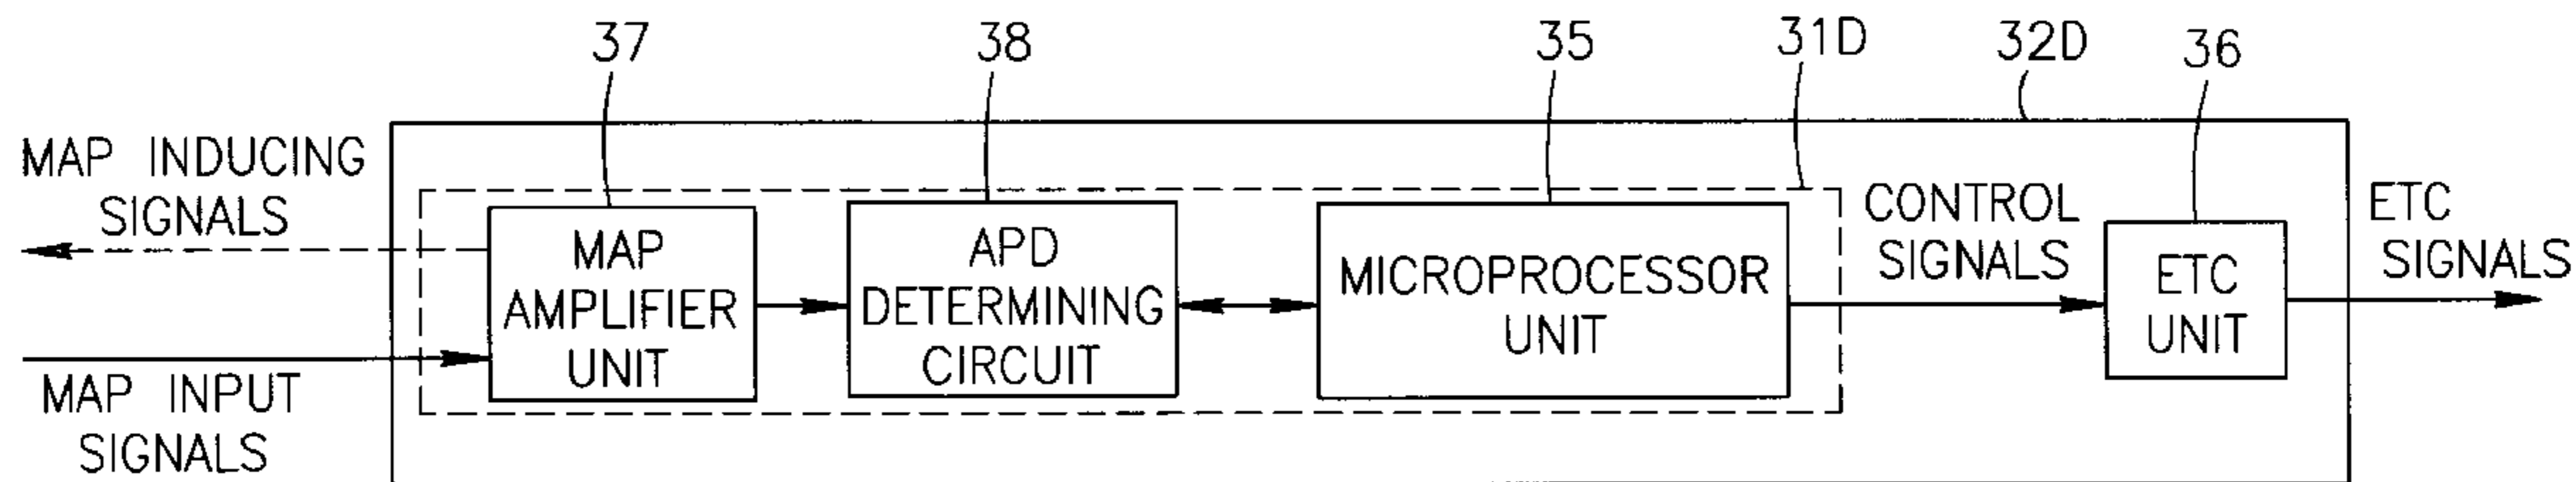 37
38
35
31D
32D
36
MAP INDUCING
SIGNALS
MAP
AMPLIFIER
UNIT
APD
DETERMINING
CIRCUIT
MICROPROCESSOR
UNIT
CONTROL
SIGNALS
ETC
UNIT
ETC
SIGNALS
MAP INPUT
SIGNALS